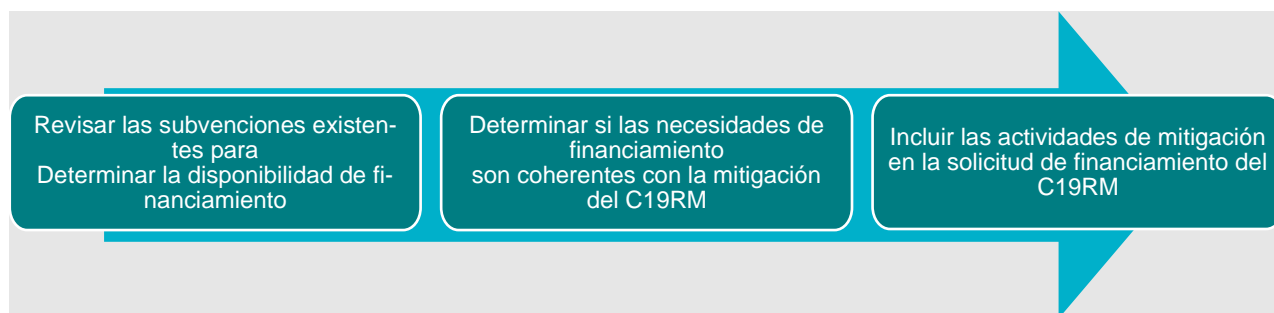 Revisar las subvenciones existen-
tes para
Determinar la disponibilidad de fi-
nanciamiento
Determinar si las necesidades de
financiamiento
son coherentes con la mitigación
del C19RM
Incluir las actividades de mitigación
en la solicitud de financiamiento del
C19RM